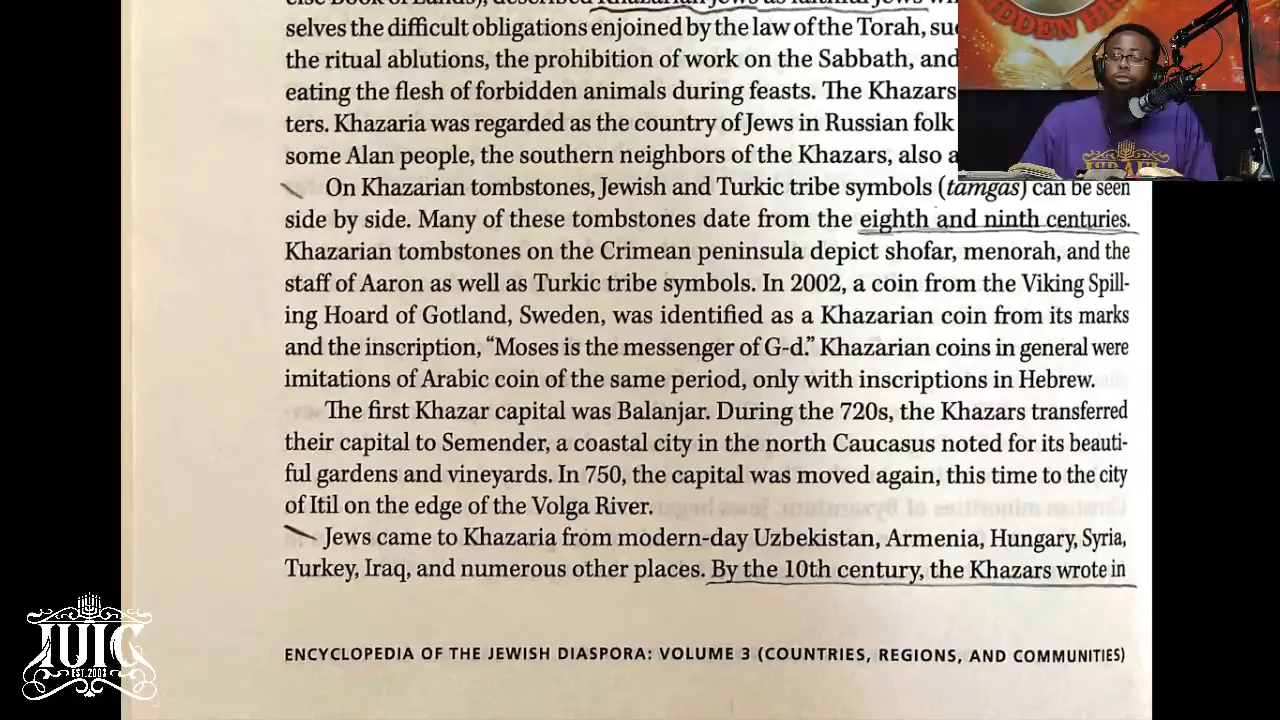 selves the difficult obligations enjoined by the law of the Torah,
the ritual ablutions, the prohibition of work on the Sabbath, and
eating the flesh of forbidden animals during feasts. The Khazars
ters. Khazaria was regarded as the country of Jews in Russian folk
some Alan people, the southern neighbors of the Khazars, also
On Khazarian tombstones, Jewish and Turkic tribe symbols (tamgas) can be seen
side by side. Many of these tombstones date from the eighth and ninth centuries.
Khazarian tombstones on the Crimean peninsula depict shofar, menorah, and the
staff of Aaron as well as Turkic tribe symbols. In 2002, a coin from the Viking Spill-
ing Hoard of Gotland, Sweden, was identified as a Khazarian coin from its marks
and the inscription, “Moses is the messenger of G-d.” Khazarian coins in general were
imitations of Arabic coin of the same period, only with inscriptions in Hebrew.
The first Khazar capital was Balanjar. During the 720s, the Khazars transferred
their capital to Semender, a coastal city in the north Caucasus noted for its beauti-
ful gardens and vineyards. In 750, the capital was moved again, this time to the city
of Itil on the edge of the Volga River.
Jews came to Khazaria from modern-day Uzbekistan, Armenia, Hungary, Syria,
Turkey, Iraq, and numerous other places. By the 10th century, the Khazars wrote in
ENCYCLOPEDIA OF THE JEWISH DIASPORA: VOLUME 3 (COUNTRIES, REGIONS, AND COMMUNITIES)
IUIC
EST. 2003